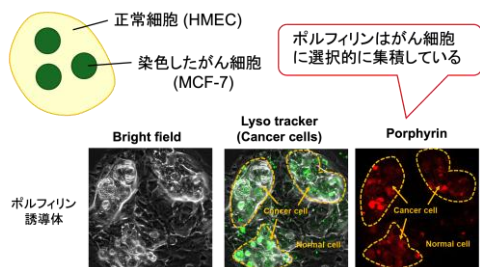 正常細胞 (HMEC)
染色したがん細胞
(MCF-7)
ポルフィリンはがん細胞
に選択的に集積している
Bright field
Lyso tracker
(Cancer cells)
Porphyrin
ポルフィリン
誘導体
Cancer cell
Normal cell
Cancer cell
Normal cell